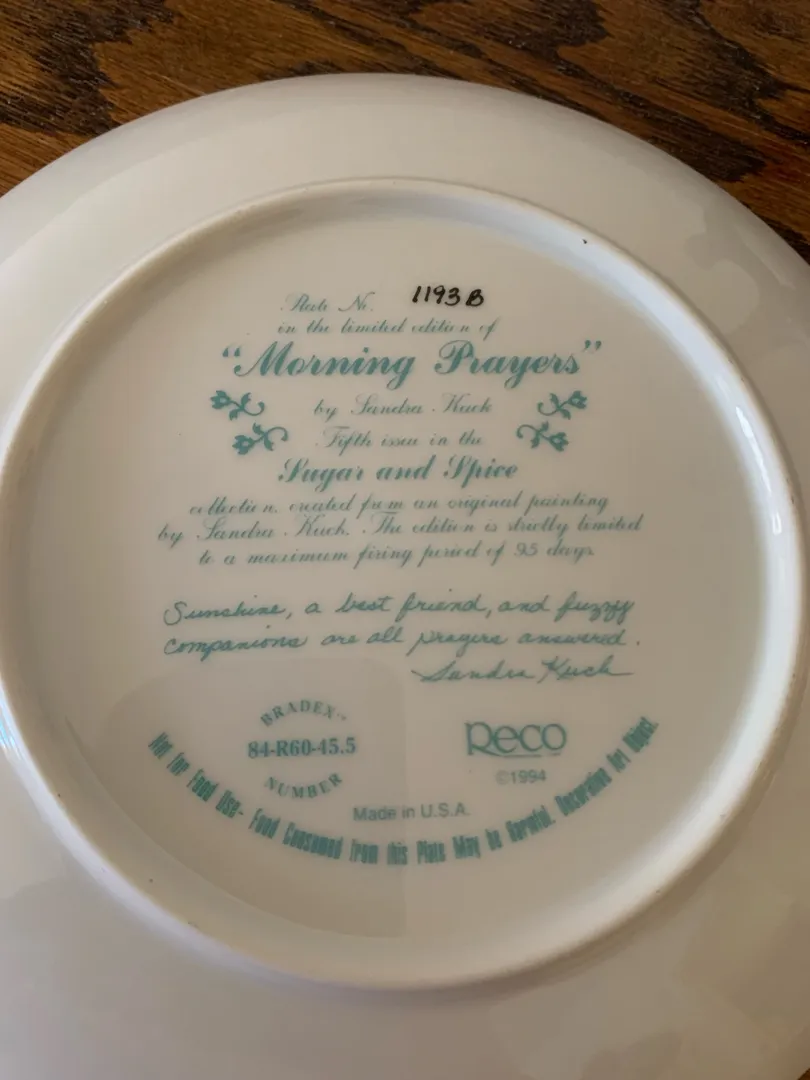 Plate No. 1193B
in the limited edition of
“Morning Prayers”
by Sandra Kuck
Fifth issue in the
Sugar and Spice
collection, created from an original painting
by Sandra Kuck. The edition is strictly limited
to a maximum firing period of 95 days
Sunshine, a best friend, and fuzzy
companions are all prayers answered.
Sandra Kuck
BRADEX™
84-R60-45.5
NUMBER
Reco
©1994
Made in U.S.A.
Not For Food Use- Food Consumed from this Plate May be Harmful. Decorative Art Object.